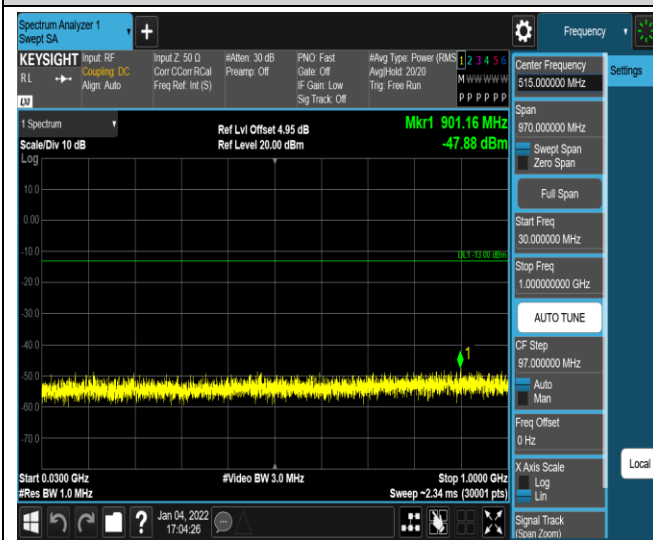 Spectrum Analyzer 1
Swept SA
+
Frequency
KEYSIGHT
RL
LXI
Input: RF
Coupling: DC
Align: Auto
Input Z: 50 Ω
Corr CCorr RCal
Freq Ref: Int (S)
#Atten: 30 dB
Preamp: Off
PNO: Fast
Gate: Off
IF Gain: Low
Sig Track: Off
#Avg Type: Power (RMS
Avg|Hold: 20/20
Trig: Free Run
1 2 3 4 5 6
M W W W W W
P P P P P P
Center Frequency
515.000000 MHz
Settings
1 Spectrum
Scale/Div 10 dB
Log
Ref Lvl Offset 4.95 dB
Ref Level 20.00 dBm
Mkr1 901.16 MHz
-47.88 dBm
Span
970.000000 MHz
Swept Span
Zero Span
Full Span
Start Freq
30.000000 MHz
Stop Freq
1.000000000 GHz
AUTO TUNE
CF Step
97.000000 MHz
Auto
Man
Freq Offset
0 Hz
X Axis Scale
Log
Lin
Local
Signal Track
(Span Zoom)
10.0
0.00
-10.0
DL1 -13.00 dBm
-20.0
-30.0
-40.0
1
-50.0
-60.0
-70.0
Start 0.0300 GHz
#Res BW 1.0 MHz
#Video BW 3.0 MHz
Stop 1.0000 GHz
Sweep ~2.34 ms (30001 pts)
?
Jan 04, 2022
17:04:26